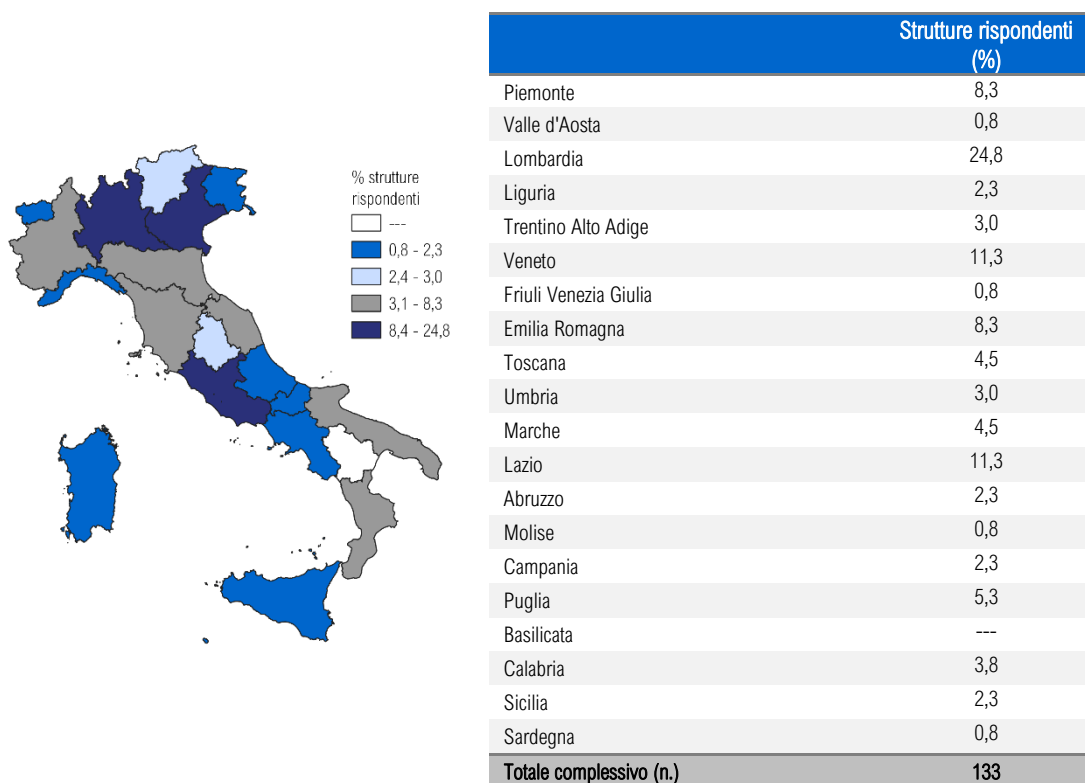 % strutture
rispondenti
---
0,8 - 2,3
2,4 - 3,0
3,1 - 8,3
8,4 - 24,8
Strutture rispondenti
(%)
Piemonte 8,3
Valle d'Aosta 0,8
Lombardia 24,8
Liguria 2,3
Trentino Alto Adige 3,0
Veneto 11,3
Friuli Venezia Giulia 0,8
Emilia Romagna 8,3
Toscana 4,5
Umbria 3,0
Marche 4,5
Lazio 11,3
Abruzzo 2,3
Molise 0,8
Campania 2,3
Puglia 5,3
Basilicata ---
Calabria 3,8
Sicilia 2,3
Sardegna 0,8
Totale complessivo (n.) 133